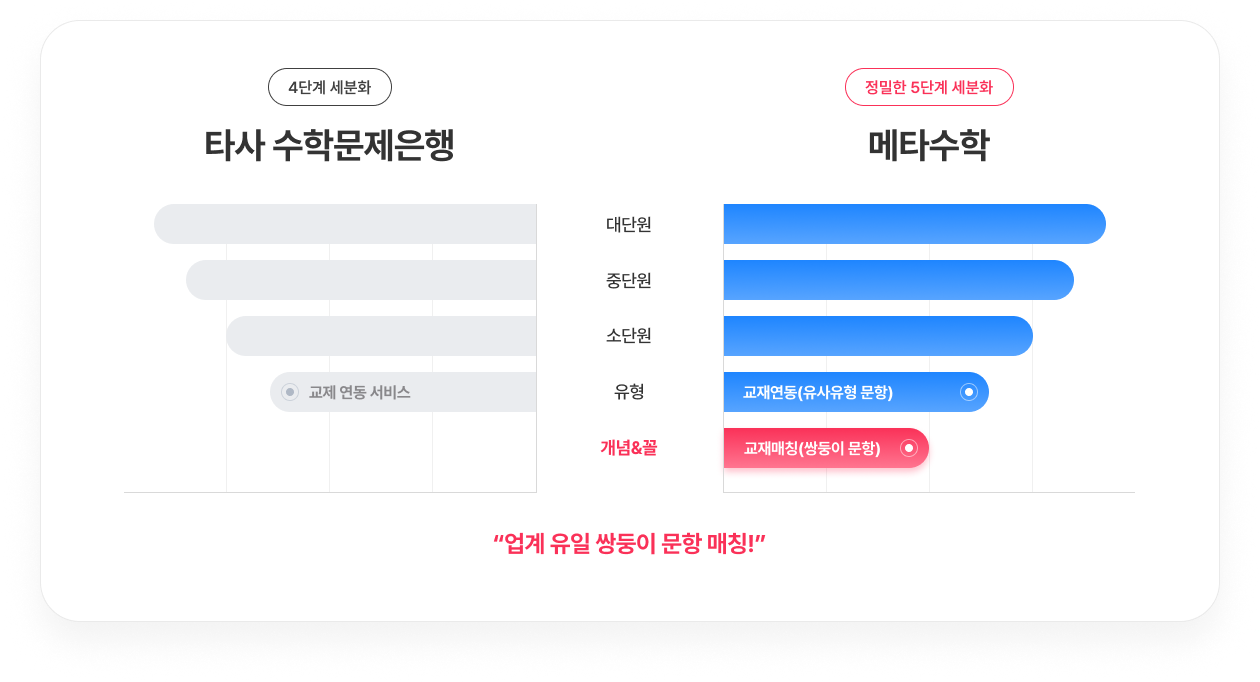 4단계 세분화
타사 수학문제은행
정밀한 5단계 세분화
메타수학
대단원
중단원
소단원
교제 연동 서비스
유형
교재연동(유사유형 문항)
개념&꼴
교재매칭(쌍둥이 문항)
“업계 유일 쌍둥이 문항 매칭!”